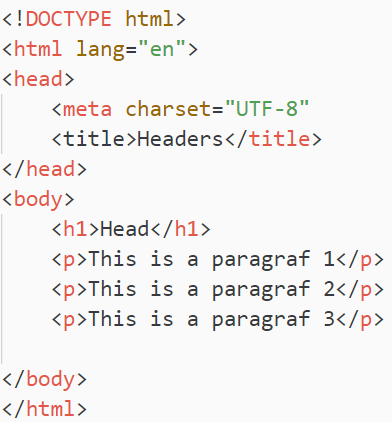 <!DOCTYPE html>
<html lang="en">
<head>
    <meta charset="UTF-8"
    <title>Headers</title>
</head>
<body>
    <h1>Head</h1>
    <p>This is a paragraf 1</p>
    <p>This is a paragraf 2</p>
    <p>This is a paragraf 3</p>
</body>
</html>